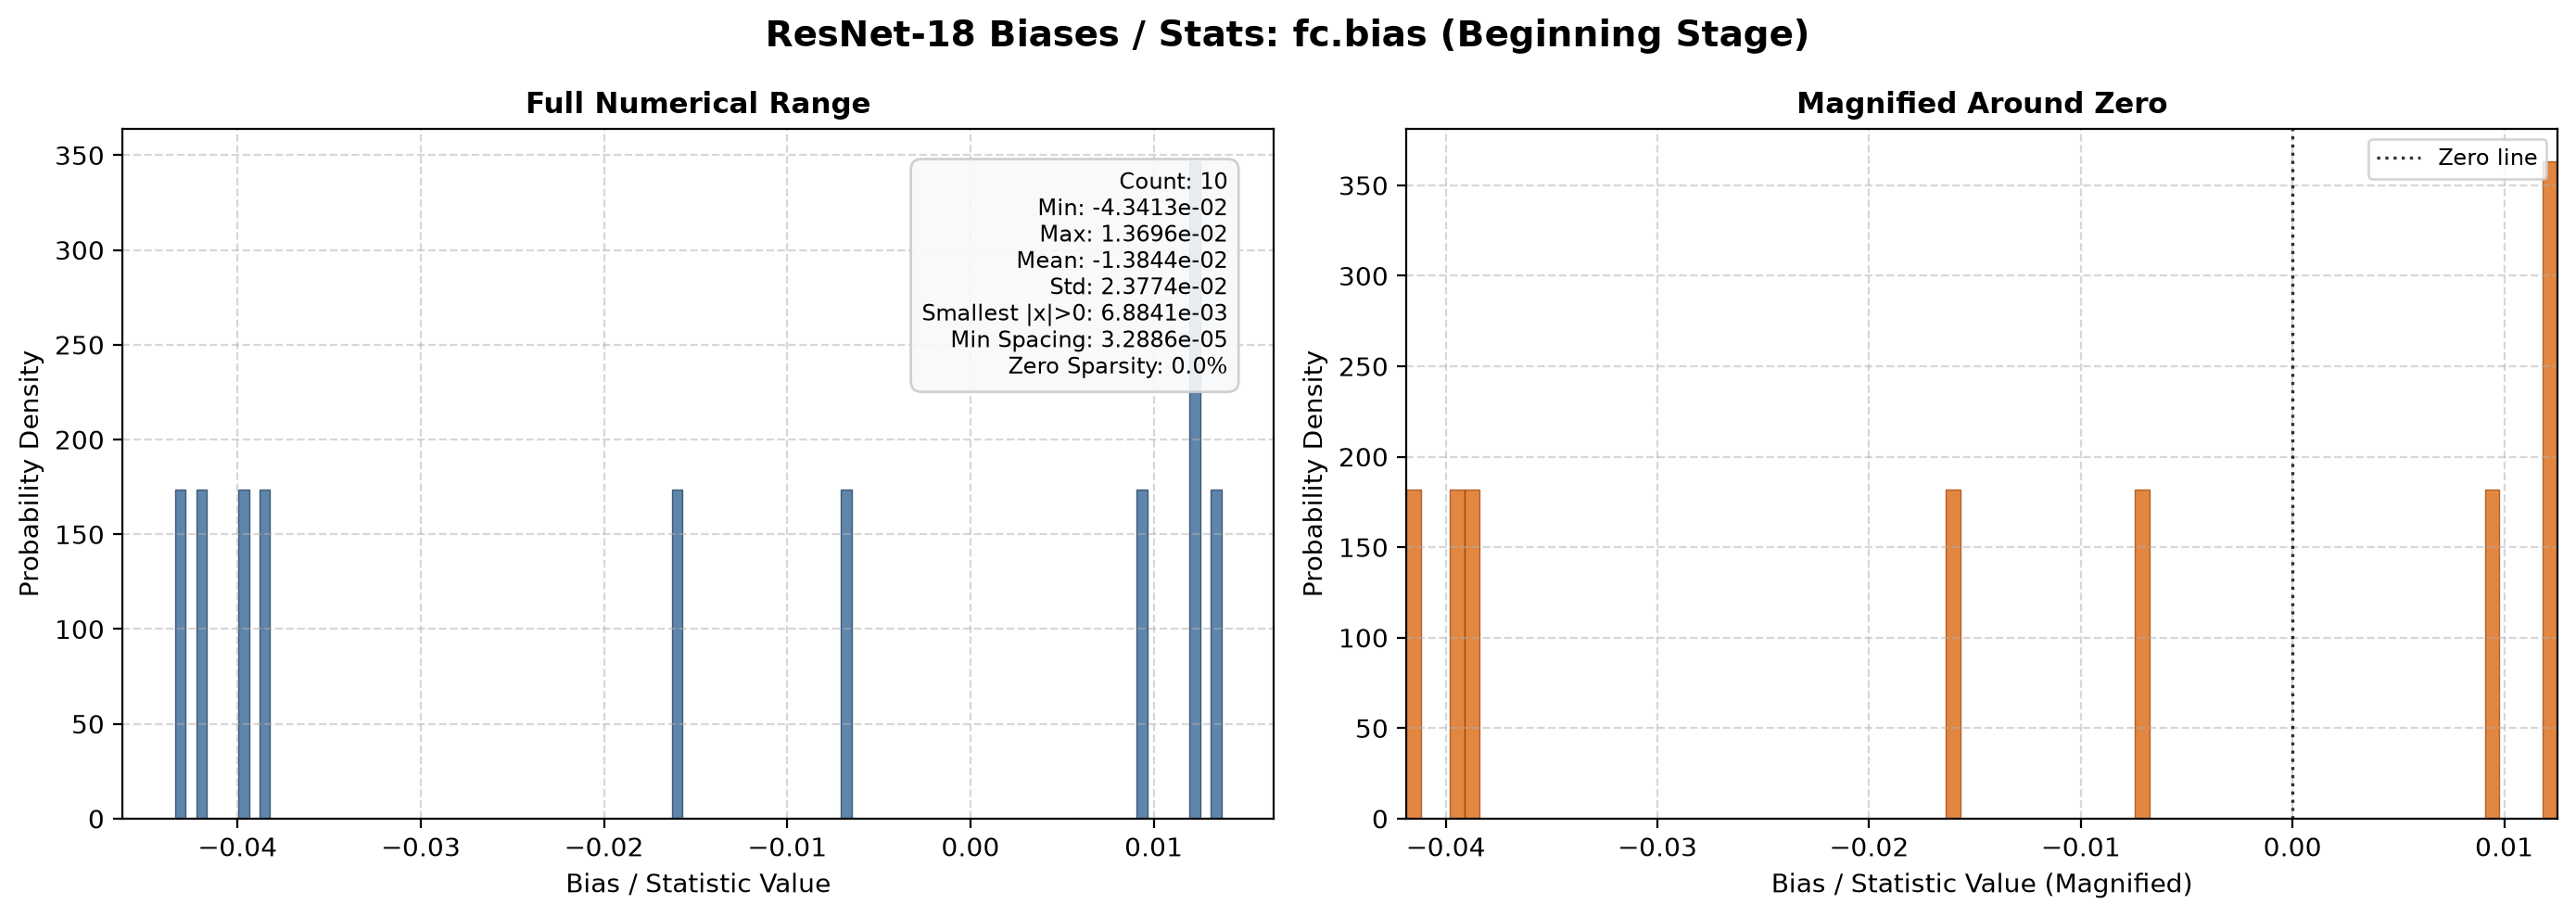 ResNet-18 Biases / Stats: fc.bias (Beginning Stage)
Full Numerical Range
350
300
250
200
150
100
50
0
Probability Density
Count: 10
Min: -4.3413e-02
Max: 1.3696e-02
Mean: -1.3844e-02
Std: 2.3774e-02
Smallest |x|>0: 6.8841e-03
Min Spacing: 3.2886e-05
Zero Sparsity: 0.0%
−0.04 −0.03 −0.02 −0.01 0.00 0.01
Bias / Statistic Value
Magnified Around Zero
350
300
250
200
150
100
50
0
Probability Density
Zero line
−0.04 −0.03 −0.02 −0.01 0.00 0.01
Bias / Statistic Value (Magnified)